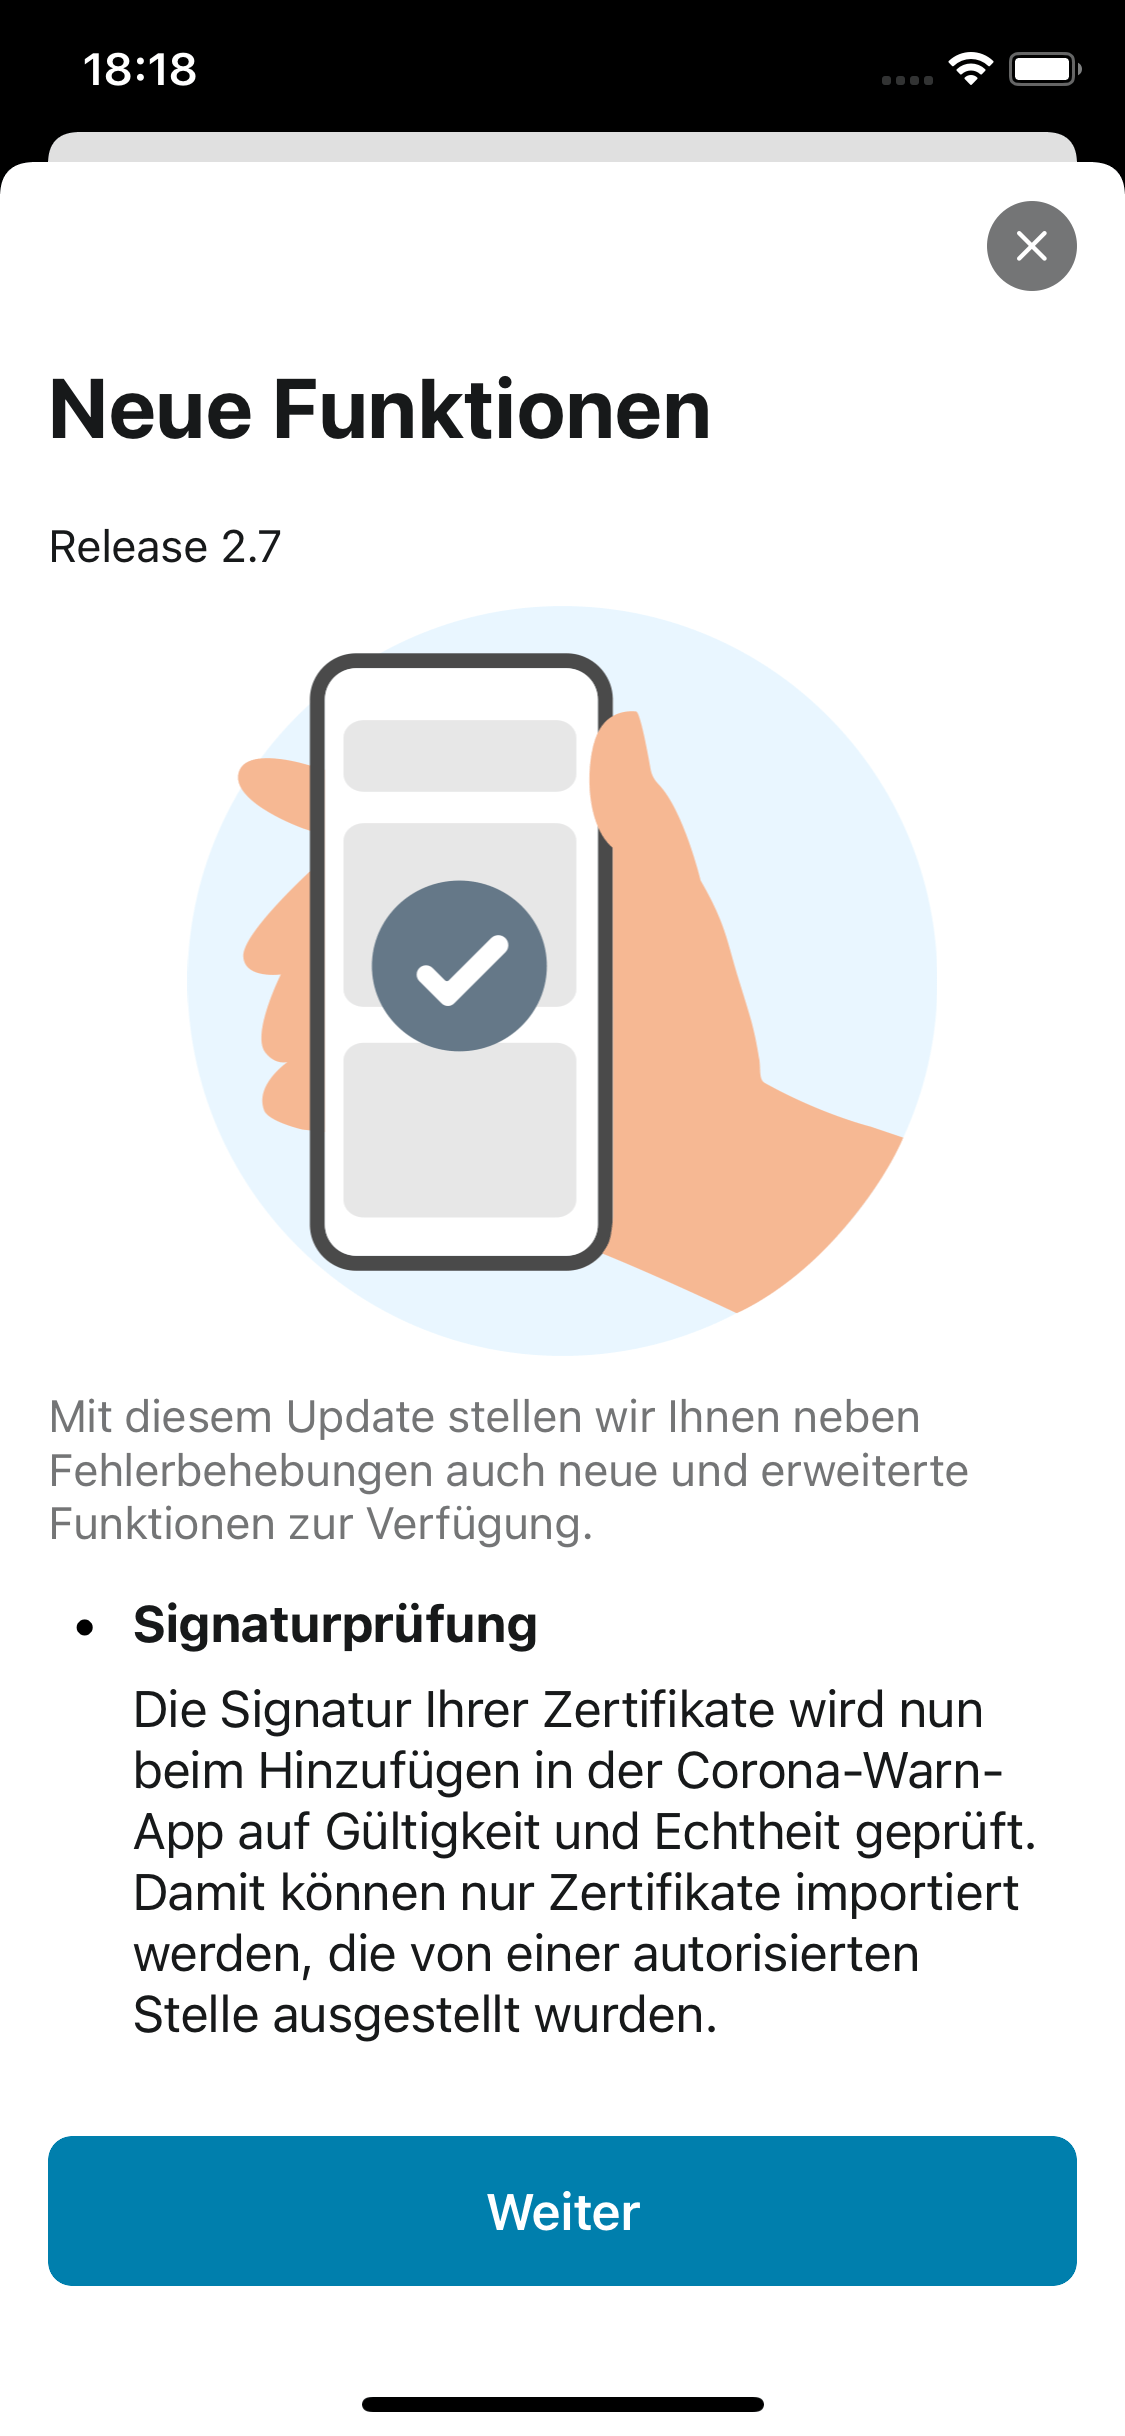 18:18
Neue Funktionen
Release 2.7
Mit diesem Update stellen wir Ihnen neben
Fehlerbehebungen auch neue und erweiterte
Funktionen zur Verfügung.
• Signaturprüfung
Die Signatur Ihrer Zertifikate wird nun
beim Hinzufügen in der Corona-Warn-
App auf Gültigkeit und Echtheit geprüft.
Damit können nur Zertifikate importiert
werden, die von einer autorisierten
Stelle ausgestellt wurden.
Weiter